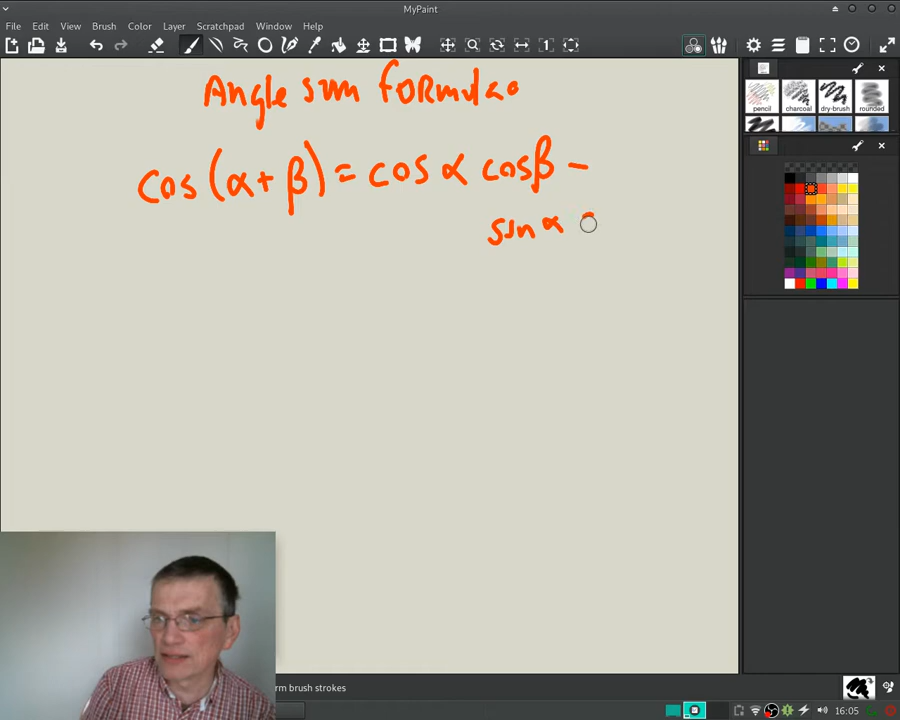 MyPaint
File Edit View Brush Color Layer Scratchpad Window Help
Angle sum formulae
cos (α + β) = cos α cos β −
sin α
pencil charcoal dry-brush rounded
rm brush strokes
16:05